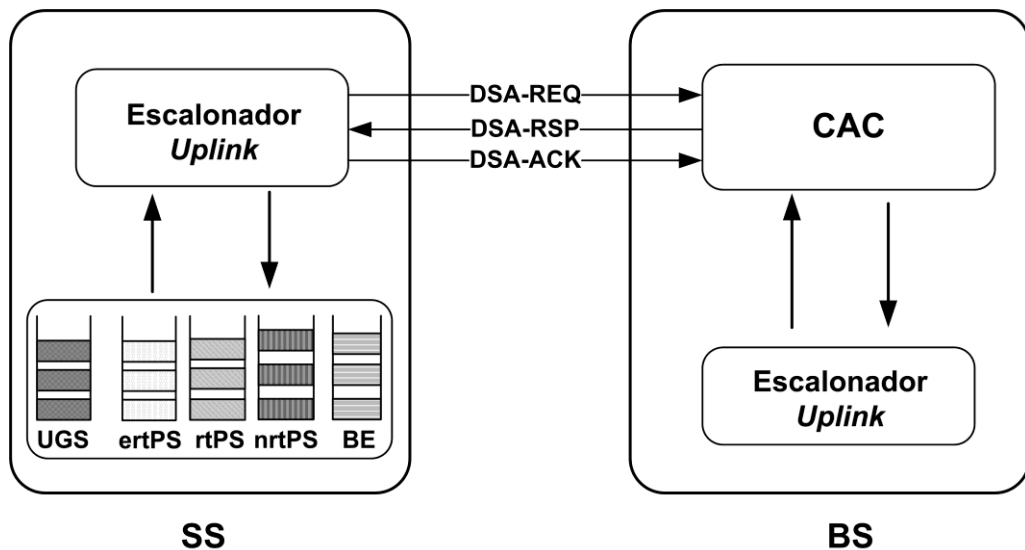 Escalonador
Uplink
DSA-REQ
DSA-RSP
DSA-ACK
CAC
UGS
ertPS
rtPS
nrtPS
BE
Escalonador
Uplink
SS
BS